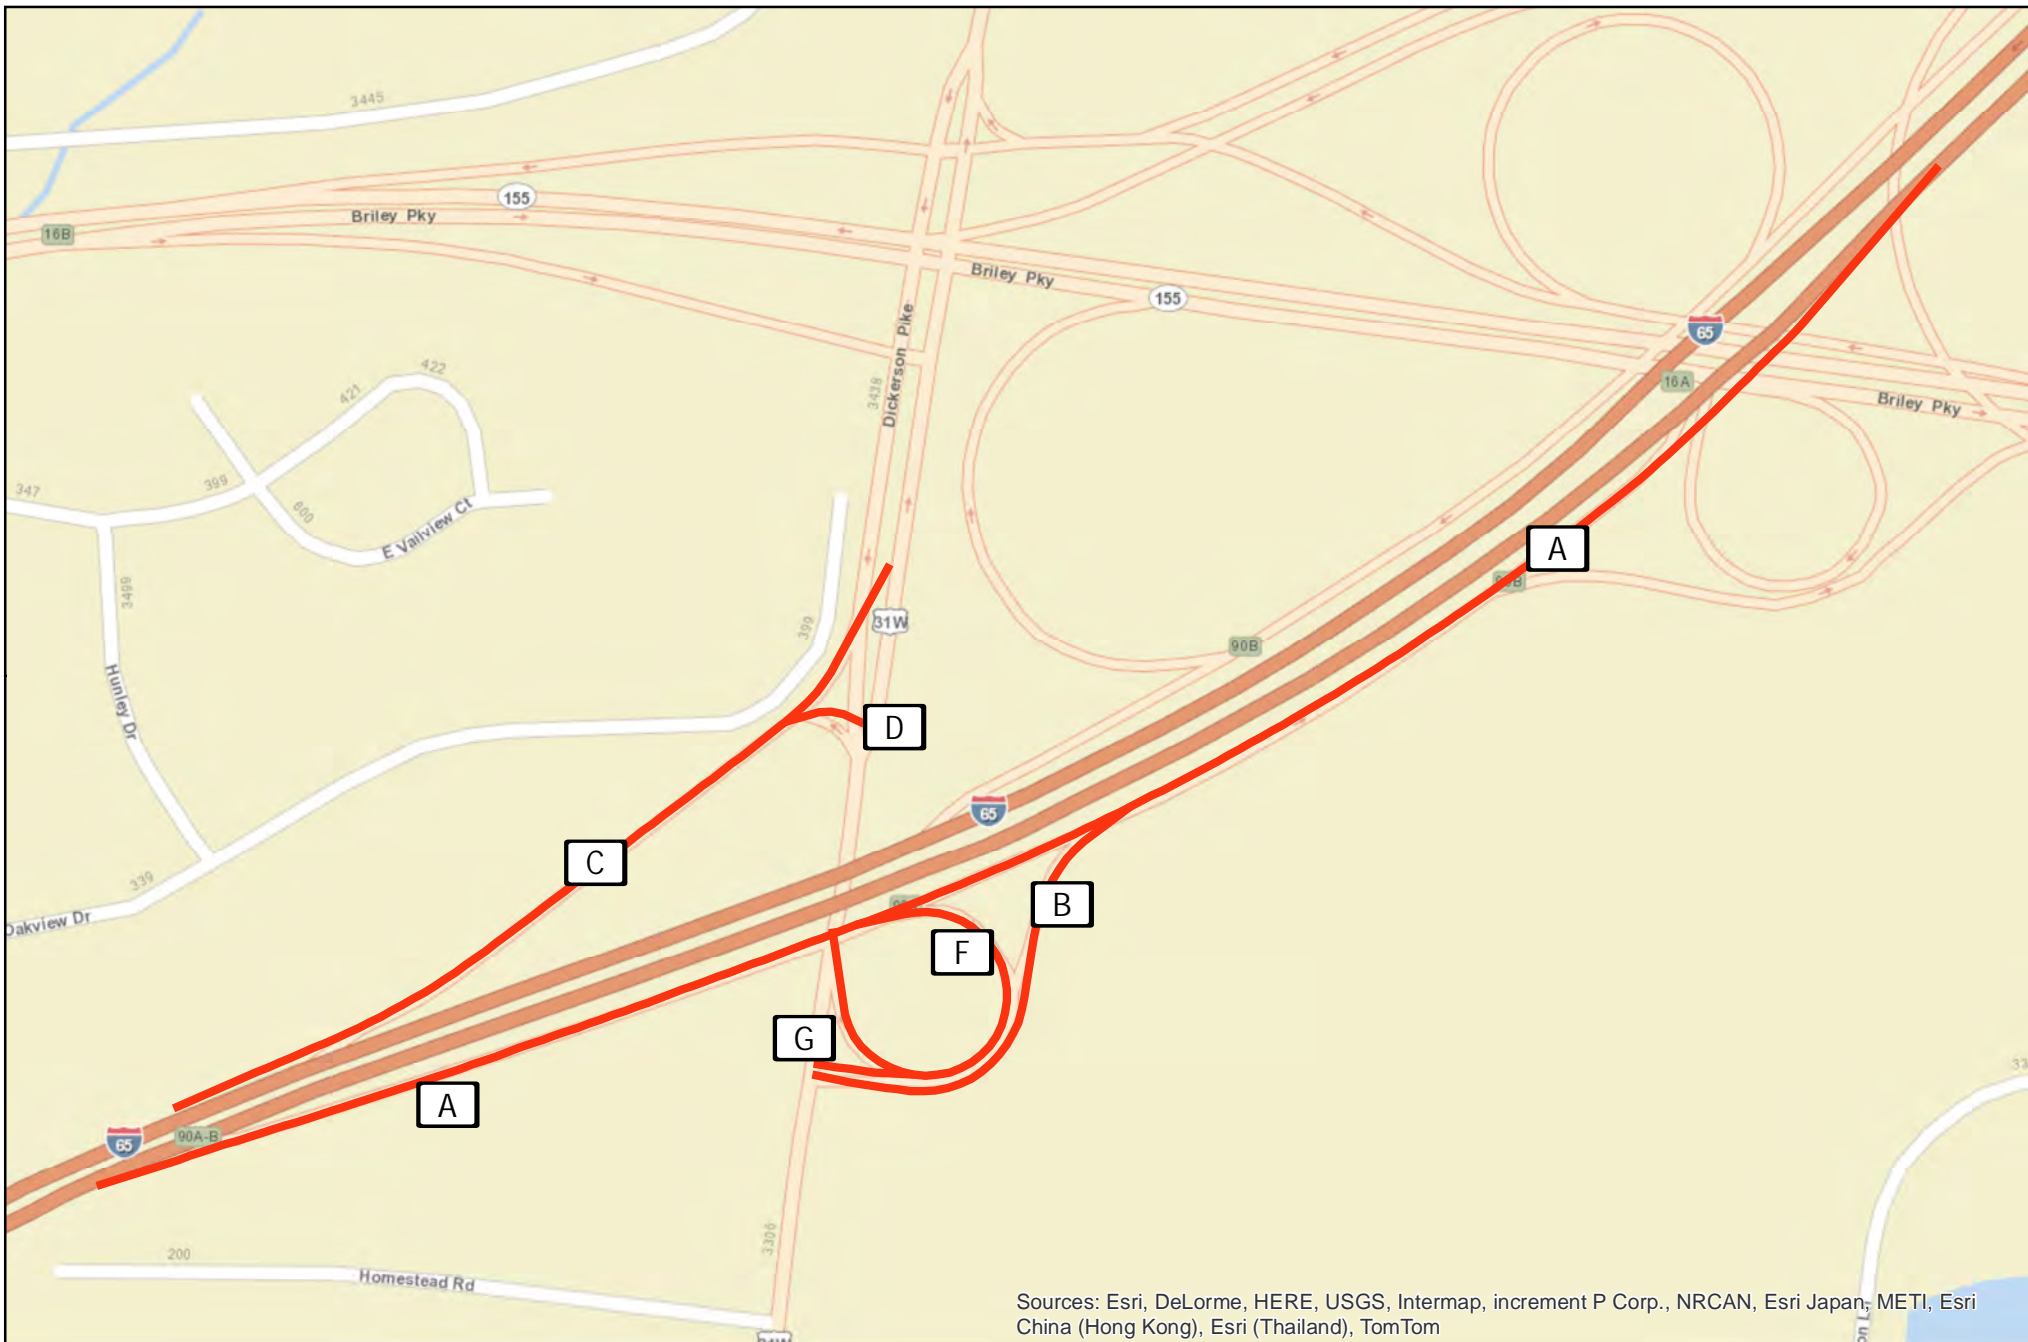 3445
155
Briley Pky
16B
Briley Pky
155
65
16A
Briley Pky
Dickerson Pike
3438
422
421
399
347
600
E Vailview Ct
3499
Hunley Dr
399
31W
A
90B
D
65
C
B
F
339
Oakview Dr
G
A
65
90A-B
3306
200
Homestead Rd
31W
Sources: Esri, DeLorme, HERE, USGS, Intermap, increment P Corp., NRCAN, Esri Japan, METI, Esri
China (Hong Kong), Esri (Thailand), TomTom